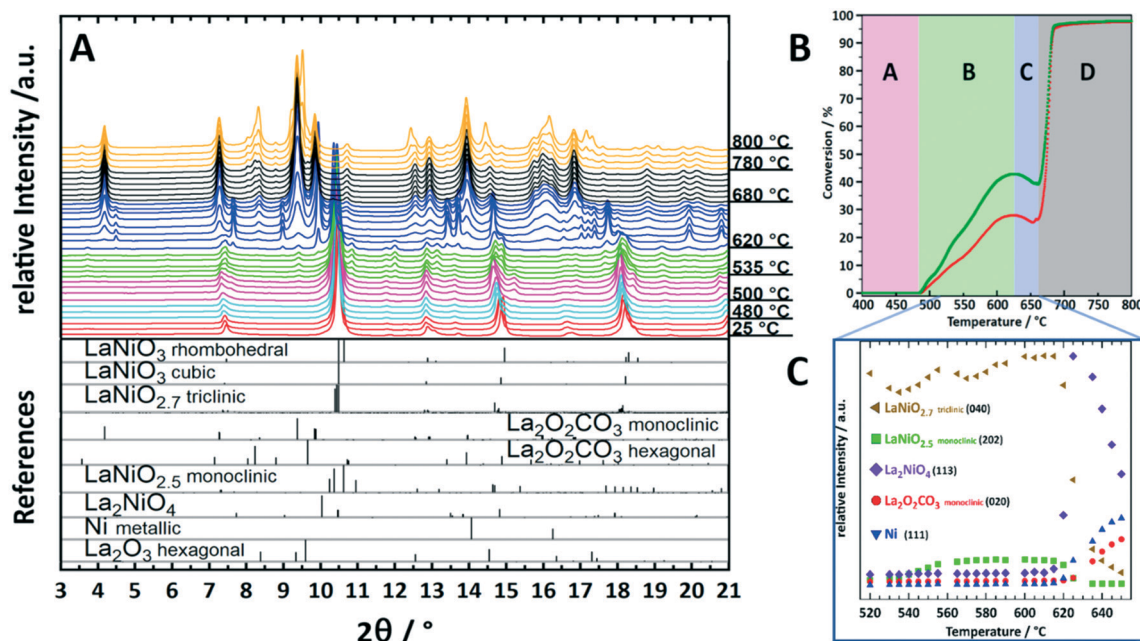 A
relative Intensity /a.u.
800 °C
780 °C
680 °C
620 °C
535 °C
500 °C
480 °C
25 °C
References
LaNiO3 rhombohedral
LaNiO3 cubic
LaNiO2.7 triclinic
La2O2CO3 monoclinic
La2O2CO3 hexagonal
LaNiO2.5 monoclinic
La2NiO4
Ni metallic
La2O3 hexagonal
3 4 5 6 7 8 9 10 11 12 13 14 15 16 17 18 19 20 21
2θ / °
B
Conversion / %
100
90
80
70
60
50
40
30
20
10
0
A B C D
400 450 500 550 600 650 700 750 800
Temperature / °C
C
relative Intensity / a.u.
LaNiO2.7 triclinic (040)
LaNiO2.5 monoclinic (202)
La2NiO4 (113)
La2O2CO3 monoclinic (020)
Ni (111)
520 540 560 580 600 620 640
Temperature / °C